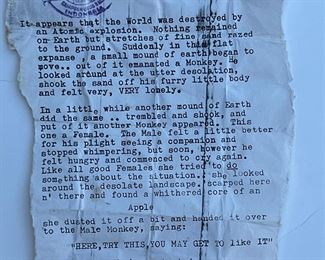 It appears that the World was destroyed by
an Atomic explosion. Nothing remained
on Earth but stretches of fine sand razed
to the ground. Suddenly in that flat
expanse, a small mound of earth began to
move.. out of it emanated a Monkey. He
looked around at the utter desolation,
shook the sand off his furry little body
and felt very, VERY lonely.
In a little while another mound of Earth
did the same .. trembled and shook, and
out of it another Monkey appeared. This
one a Female. The Male felt a little better
for his plight seeing a companion and
stopped whimpering, but soon, however he
felt hungry and commenced to cry again.
Like all good Females she tried to do
something about the situation.. she looked
around the desolate landscape. scarped here
n' there and found a whithered core of an
Apple
she dusted it off a bit and handed it over
to the Male Monkey, saying:
"HERE, TRY THIS, YOU MAY GET to like IT"